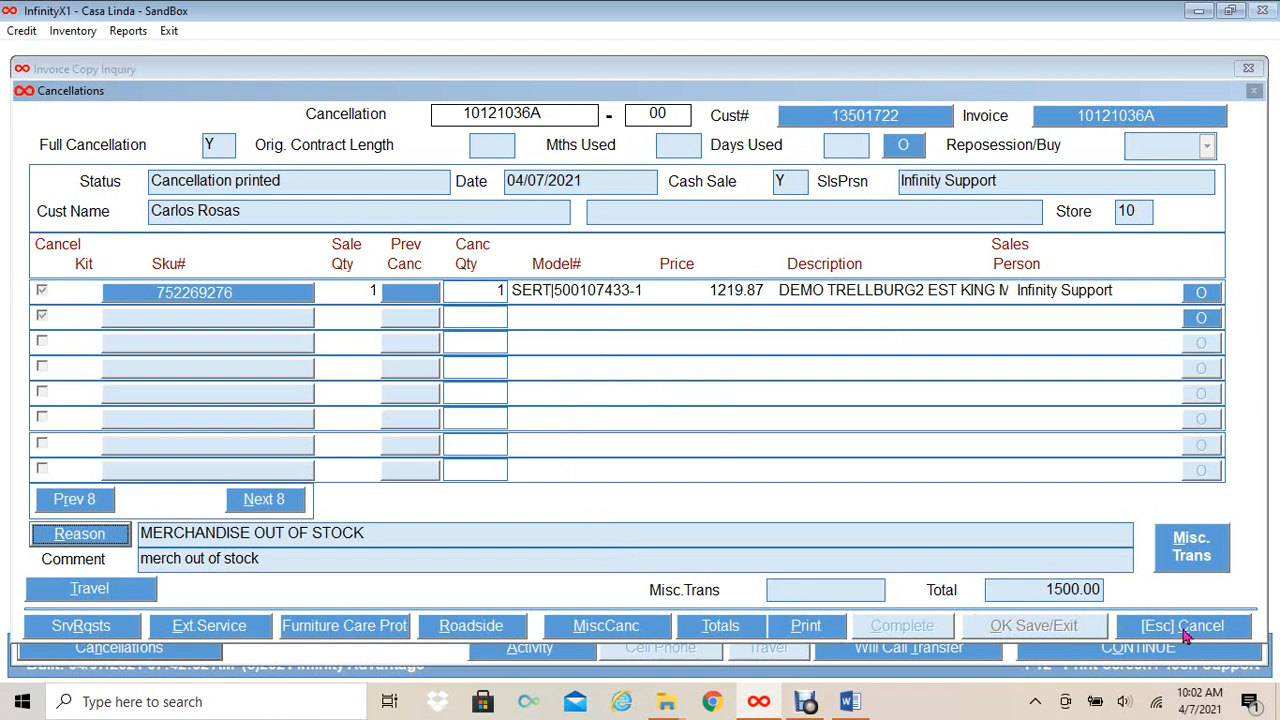 InfinityX1 - Casa Linda - SandBox
Credit Inventory Reports Exit
Invoice Copy Inquiry
Cancellations
Cancellation 10121036A - 00 Cust# 13501722 Invoice 10121036A
Full Cancellation Y Orig. Contract Length Mths Used Days Used O Reposession/Buy
Status Cancellation printed Date 04/07/2021 Cash Sale Y SlsPrsn Infinity Support
Cust Name Carlos Rosas Store 10
Cancel Sale Prev Canc Sales
Kit Sku# Qty Canc Qty Model# Price Description Person
752269276 1 1 SERT|500107433-1 1219.87 DEMO TRELLBURG2 EST KING M Infinity Support O
O
O
O
O
O
O
O
Prev 8 Next 8
Reason MERCHANDISE OUT OF STOCK
Misc. Trans
Comment merch out of stock
Travel Misc.Trans Total 1500.00
SrvRqsts Ext.Service Furniture Care Prot Roadside MiscCanc Totals Print Complete OK Save/Exit [Esc] Cancel
Cancellations Activity Cell Phone Travel Will Call Transfer CONTINUE
Type here to search
10:02 AM
4/7/2021
1